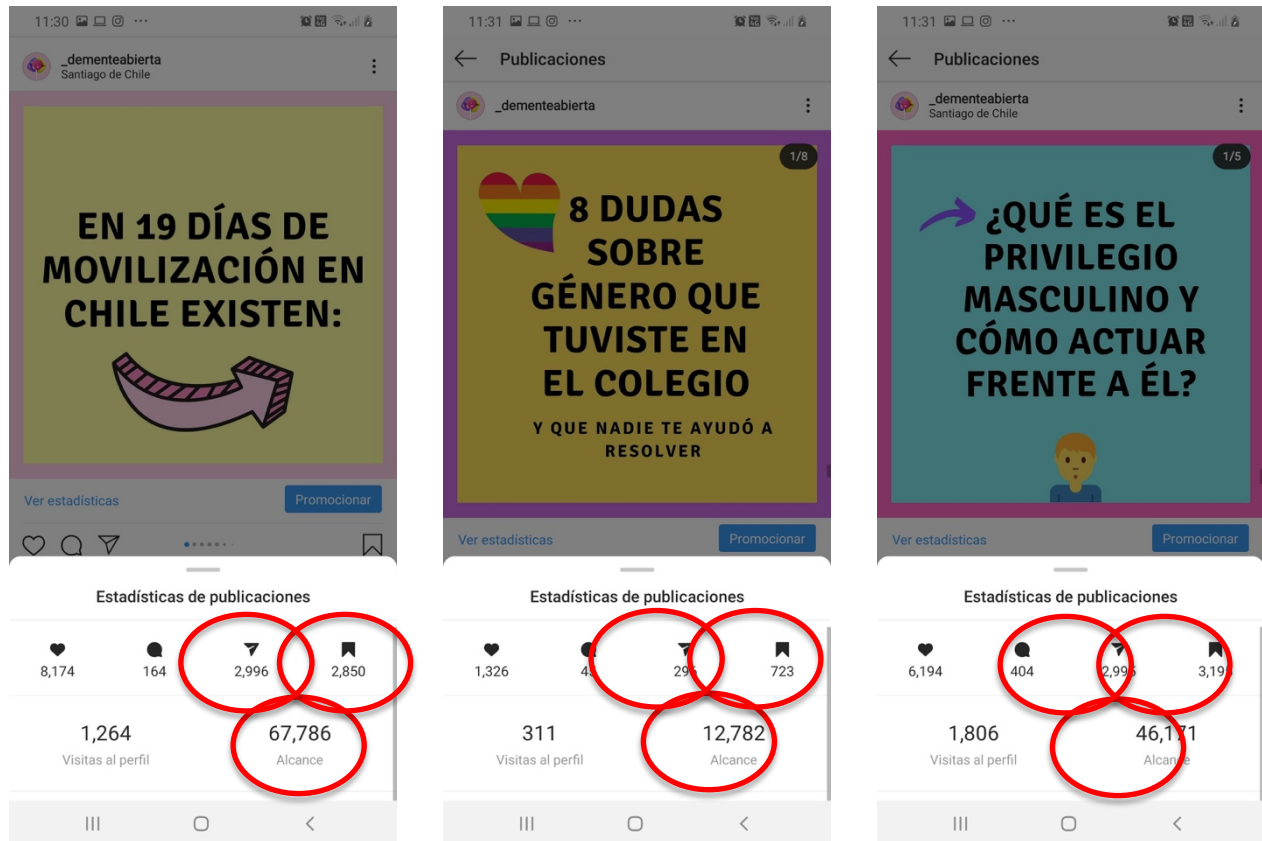 11:30
_dementeabierta
Santiago de Chile
EN 19 DÍAS DE
MOVILIZACIÓN EN
CHILE EXISTEN:
Ver estadísticas
Promocionar
Estadísticas de publicaciones
8,174 164 2,996 2,850
1,264 67,786
Visitas al perfil Alcance
11:31
Publicaciones
_dementeabierta
1/8
8 DUDAS
SOBRE
GÉNERO QUE
TUVISTE EN
EL COLEGIO
Y QUE NADIE TE AYUDÓ A
RESOLVER
Ver estadísticas
Promocionar
Estadísticas de publicaciones
1,326 723
311 12,782
Visitas al perfil Alcance
11:31
Publicaciones
_dementeabierta
Santiago de Chile
1/5
¿QUÉ ES EL
PRIVILEGIO
MASCULINO Y
CÓMO ACTUAR
FRENTE A ÉL?
Ver estadísticas
Promocionar
Estadísticas de publicaciones
6,194 404 2,995
1,806 46,171
Visitas al perfil Alcance